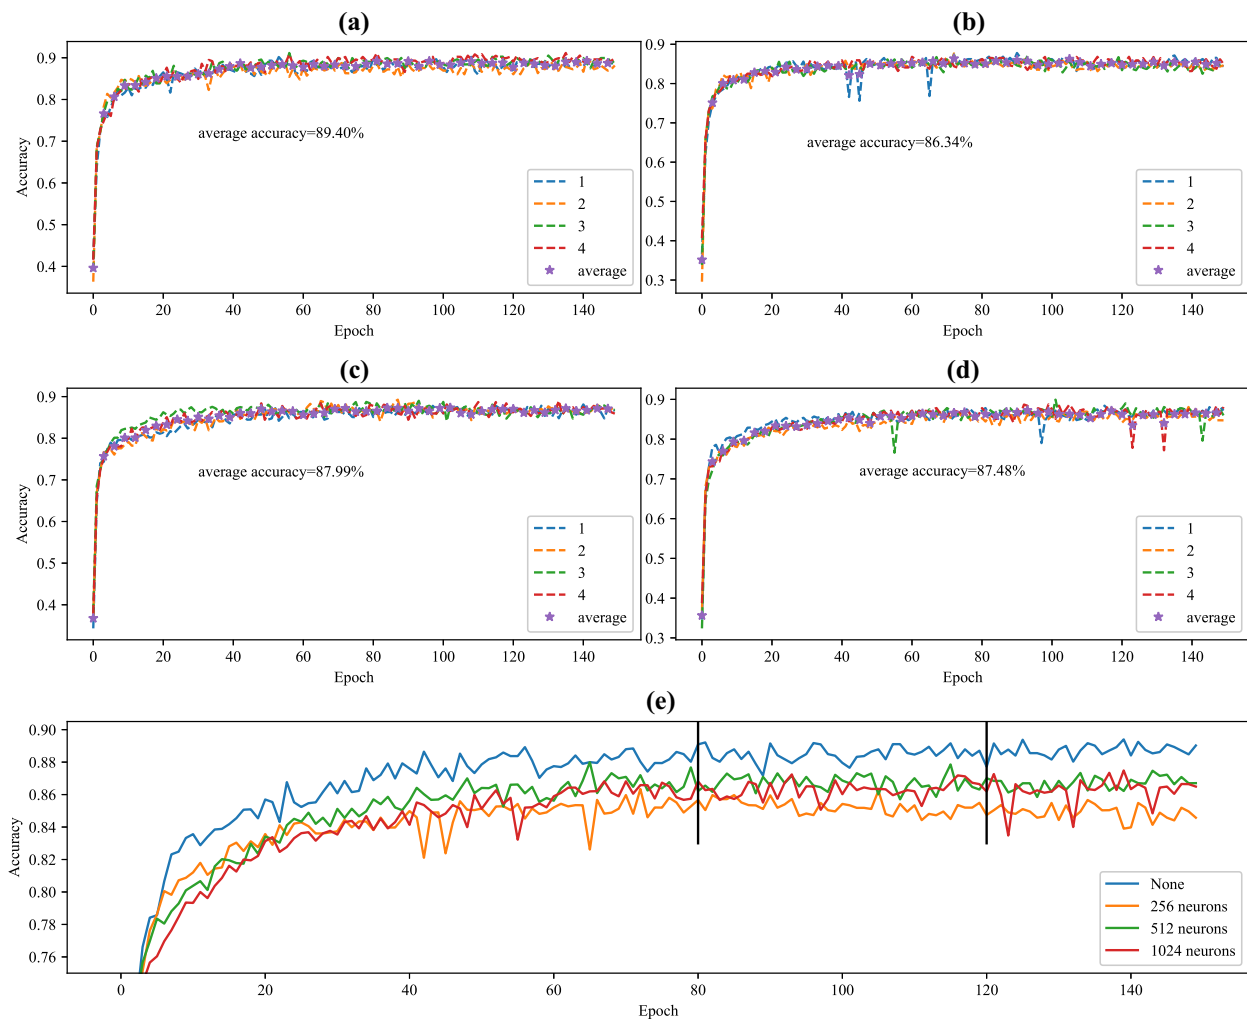 (a)
0.9
0.8
0.7
0.6
0.5
0.4
Accuracy
average accuracy=89.40%
1
2
3
4
average
0 20 40 60 80 100 120 140
Epoch
(b)
0.9
0.8
0.7
0.6
0.5
0.4
0.3
average accuracy=86.34%
1
2
3
4
average
0 20 40 60 80 100 120 140
Epoch
(c)
0.9
0.8
0.7
0.6
0.5
0.4
Accuracy
average accuracy=87.99%
1
2
3
4
average
0 20 40 60 80 100 120 140
Epoch
(d)
0.9
0.8
0.7
0.6
0.5
0.4
0.3
average accuracy=87.48%
1
2
3
4
average
0 20 40 60 80 100 120 140
Epoch
(e)
0.90
0.88
0.86
0.84
0.82
0.80
0.78
0.76
Accuracy
None
256 neurons
512 neurons
1024 neurons
0 20 40 60 80 100 120 140
Epoch